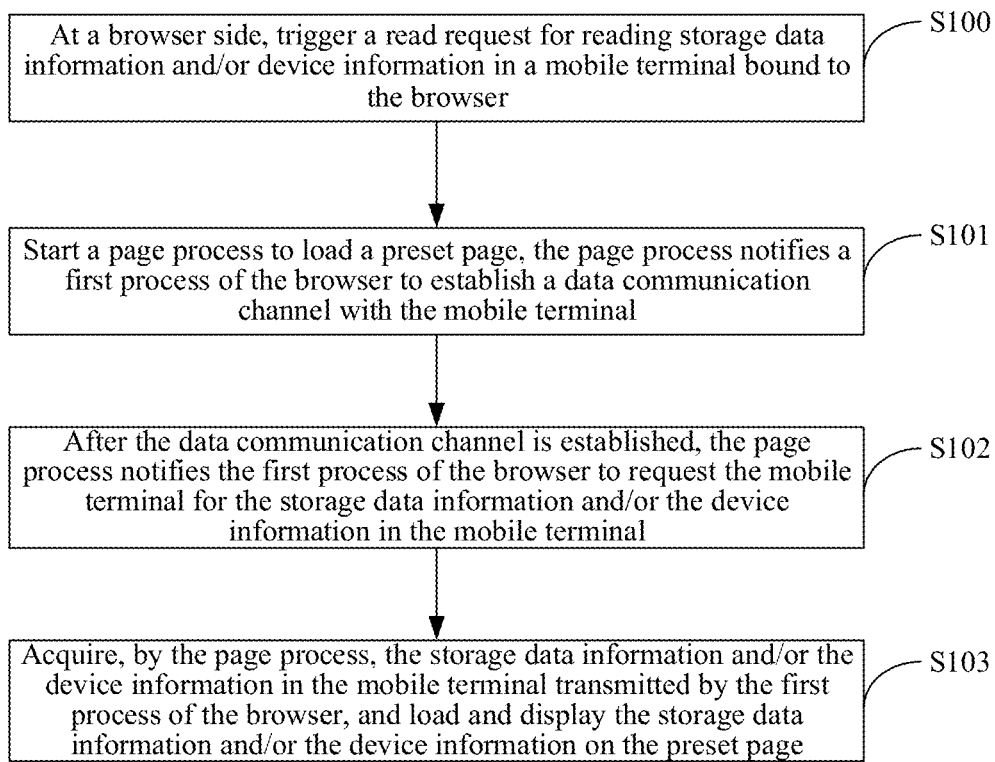 At a browser side, trigger a read request for reading storage data
information and/or device information in a mobile terminal bound to
the browser
S100
Start a page process to load a preset page, the page process notifies a
first process of the browser to establish a data communication
channel with the mobile terminal
S101
After the data communication channel is established, the page
process notifies the first process of the browser to request the mobile
terminal for the storage data information and/or the device
information in the mobile terminal
S102
Acquire, by the page process, the storage data information and/or the
device information in the mobile terminal transmitted by the first
process of the browser, and load and display the storage data
information and/or the device information on the preset page
S103